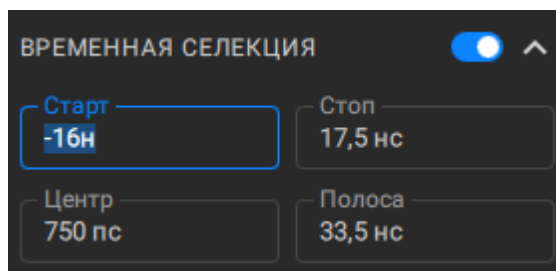 ВРЕМЕННАЯ СЕЛЕКЦИЯ
Старт
-16н
Стоп
17,5 нс
Центр
750 пс
Полоса
33,5 нс